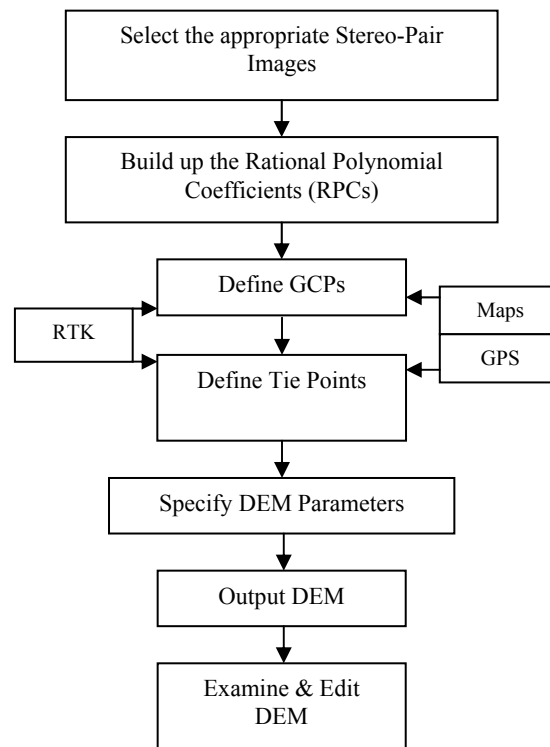 Select the appropriate Stereo-Pair
Images
Build up the Rational Polynomial
Coefficients (RPCs)
Define GCPs
RTK
Maps
GPS
Define Tie Points
Specify DEM Parameters
Output DEM
Examine & Edit
DEM